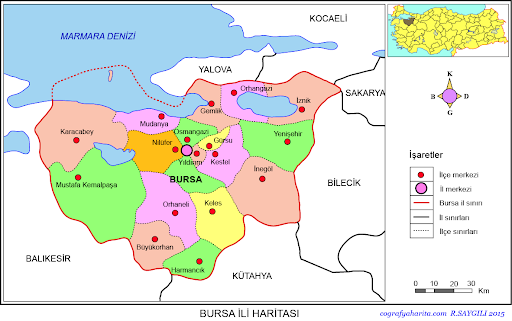 KOCAELİ
MARMARA DENİZİ
YALOVA
SAKARYA
Orhangazi
İznik
Gemlik
Mudanya
Karacabey
Osmangazi
Nilüfer
Gürsu
Yenişehir
Yıldırım
Kestel
BURSA
İnegöl
Mustafa Kemalpaşa
BİLECİK
Orhaneli
Keles
Büyükorhan
BALIKESİR
Harmancık
KÜTAHYA
K
B
D
G
İşaretler
İlçe merkezi
İl merkezi
Bursa il sınırı
İl sınırları
İlçe sınırları
0 10 20 30
Km
BURSA İLİ HARİTASI
cografyaharita.com R.SAYGILI 2015